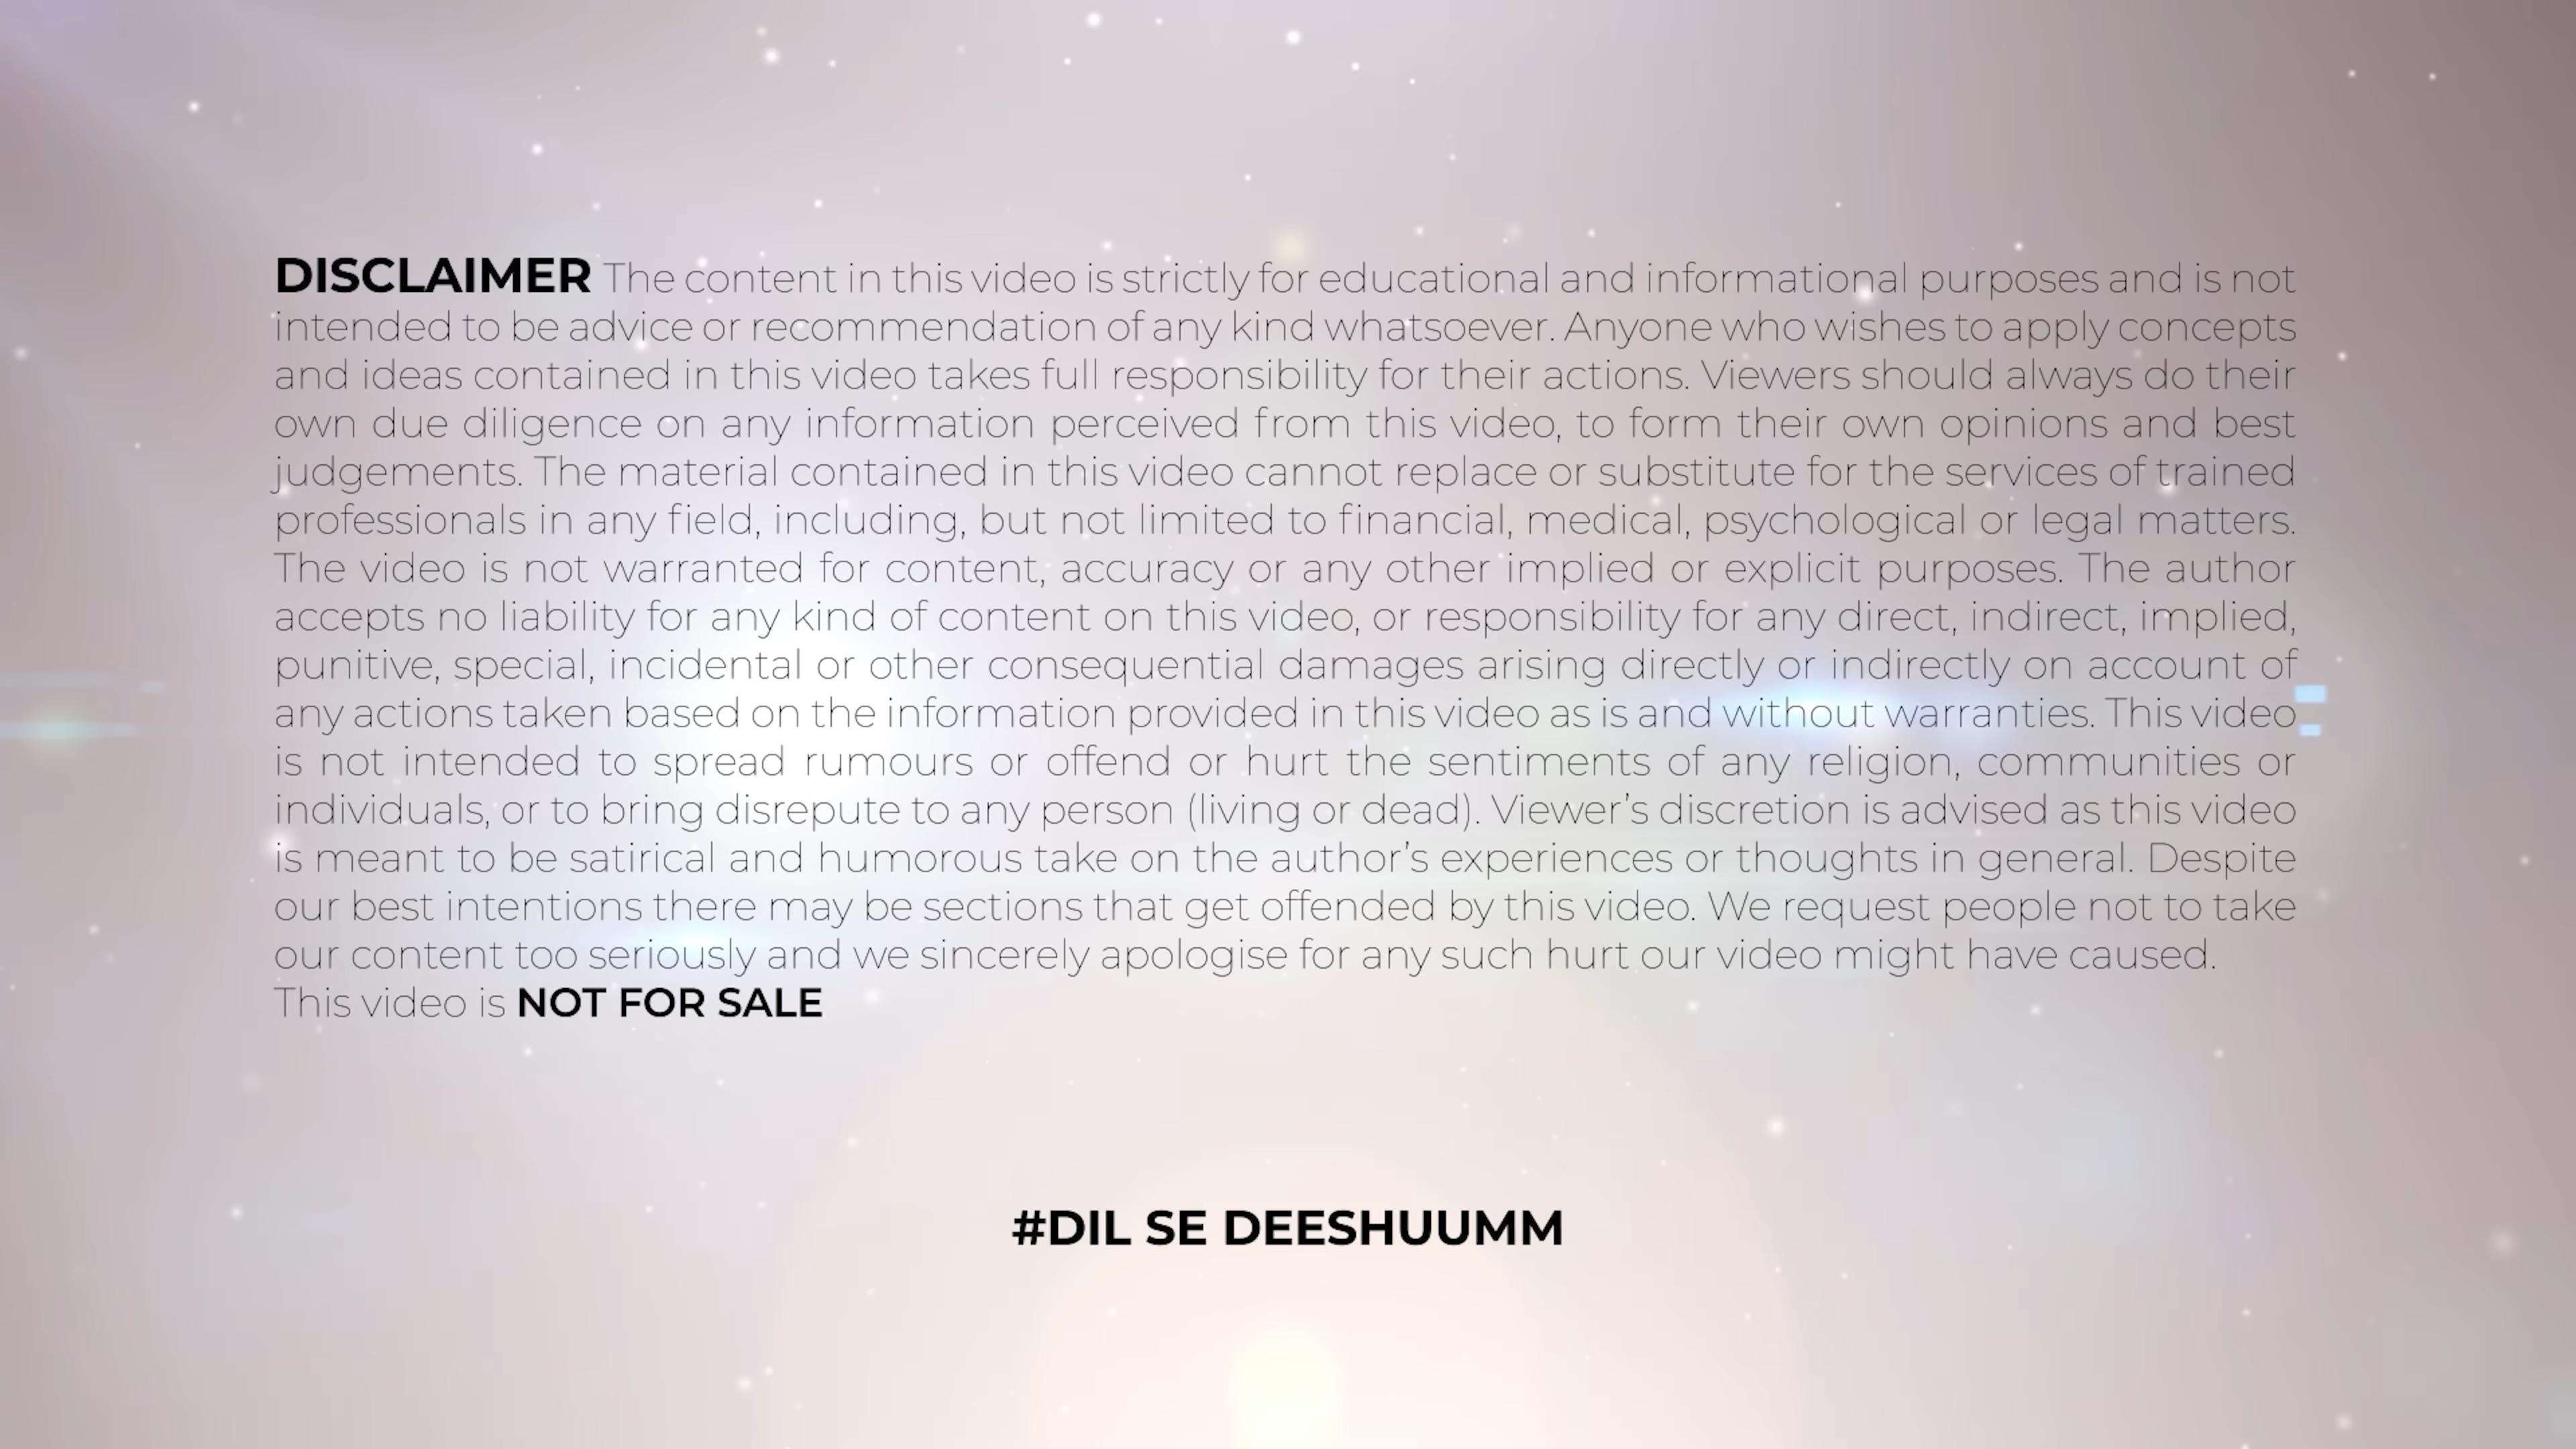 DISCLAIMER The content in this video is strictly for educational and informational purposes and is not
intended to be advice or recommendation of any kind whatsoever. Anyone who wishes to apply concepts
and ideas contained in this video takes full responsibility for their actions. Viewers should always do their
own due diligence on any information perceived from this video, to form their own opinions and best
judgements. The material contained in this video cannot replace or substitute for the services of trained
professionals in any field, including, but not limited to financial, medical, psychological or legal matters.
The video is not warranted for content, accuracy or any other implied or explicit purposes. The author
accepts no liability for any kind of content on this video, or responsibility for any direct, indirect, implied,
punitive, special, incidental or other consequential damages arising directly or indirectly on account of
any actions taken based on the information provided in this video as is and without warranties. This video
is not intended to spread rumours or offend or hurt the sentiments of any religion, communities or
individuals, or to bring disrepute to any person (living or dead). Viewer's discretion is advised as this video
is meant to be satirical and humorous take on the author's experiences or thoughts in general. Despite
our best intentions there may be sections that get offended by this video. We request people not to take
our content too seriously and we sincerely apologise for any such hurt our video might have caused.
This video is NOT FOR SALE
#DIL SE DEESHUUMM